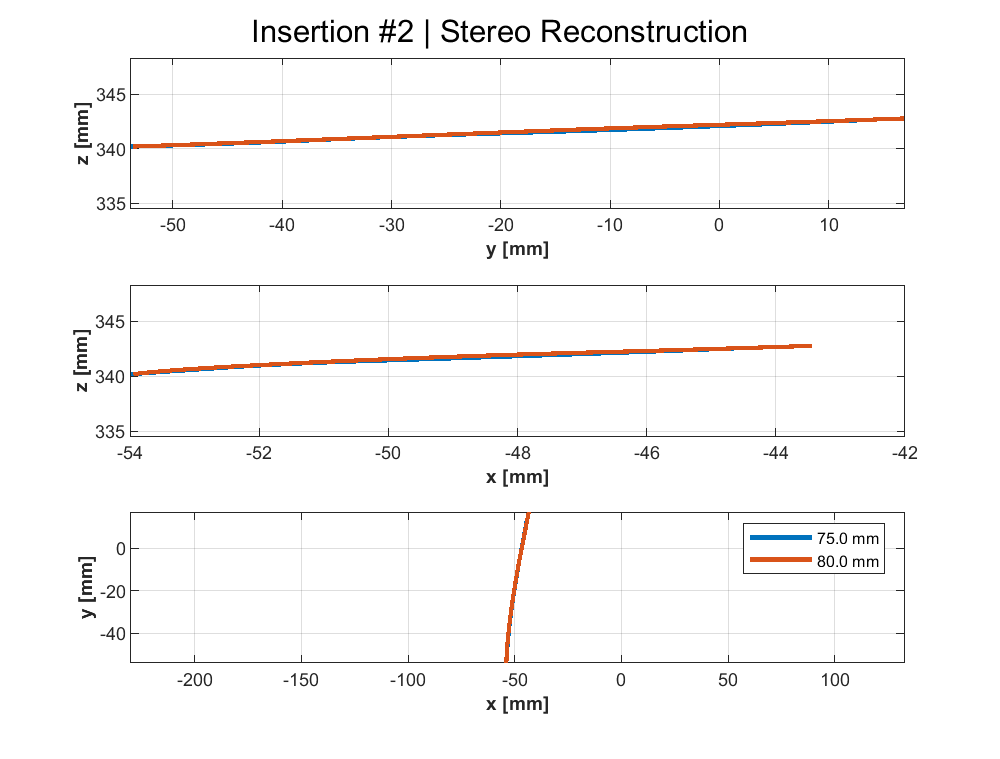 Insertion #2 | Stereo Reconstruction
345
340
335
z [mm]
-50 -40 -30 -20 -10 0 10
y [mm]
345
340
335
z [mm]
-54 -52 -50 -48 -46 -44 -42
x [mm]
0
-20
-40
y [mm]
75.0 mm
80.0 mm
-200 -150 -100 -50 0 50 100
x [mm]